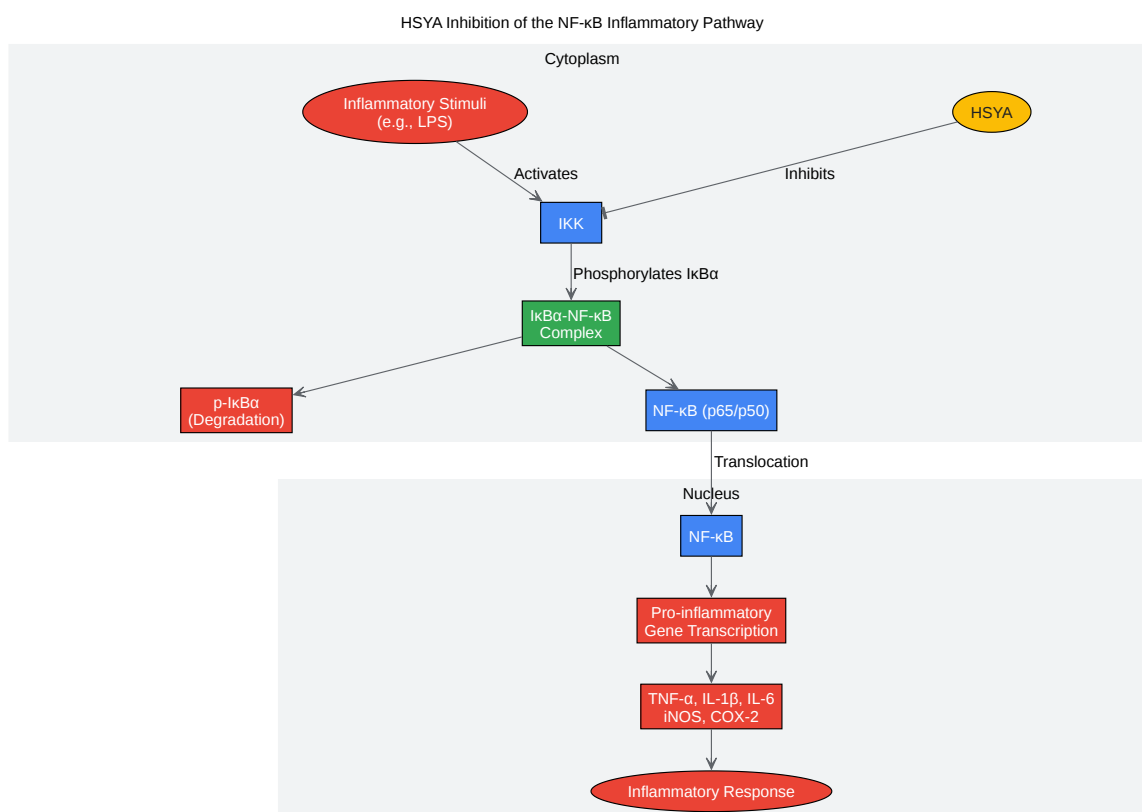 HSYA Inhibition of the NF-κB Inflammatory Pathway
Cytoplasm
Inflammatory Stimuli
(e.g., LPS)
HSYA
Activates
Inhibits
IKK
Phosphorylates IκBα
IκBα-NF-κB
Complex
p-IκBα
(Degradation)
NF-κB (p65/p50)
Translocation
Nucleus
NF-κB
Pro-inflammatory
Gene Transcription
TNF-α, IL-1β, IL-6
iNOS, COX-2
Inflammatory Response